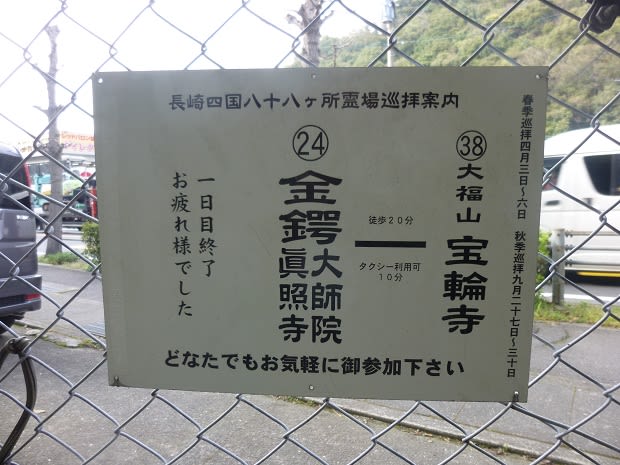 長崎四国八十八ヶ所霊場巡拝案内
春季巡拝四月三日～六日 秋季巡拝九月二十七日～三十日
㊳大福山宝輪寺
徒歩20分
タクシー利用可
10分
㉔金鍔大師院
眞照寺
一日目終了
お疲れ様でした
どなたでもお気軽に御参加下さい